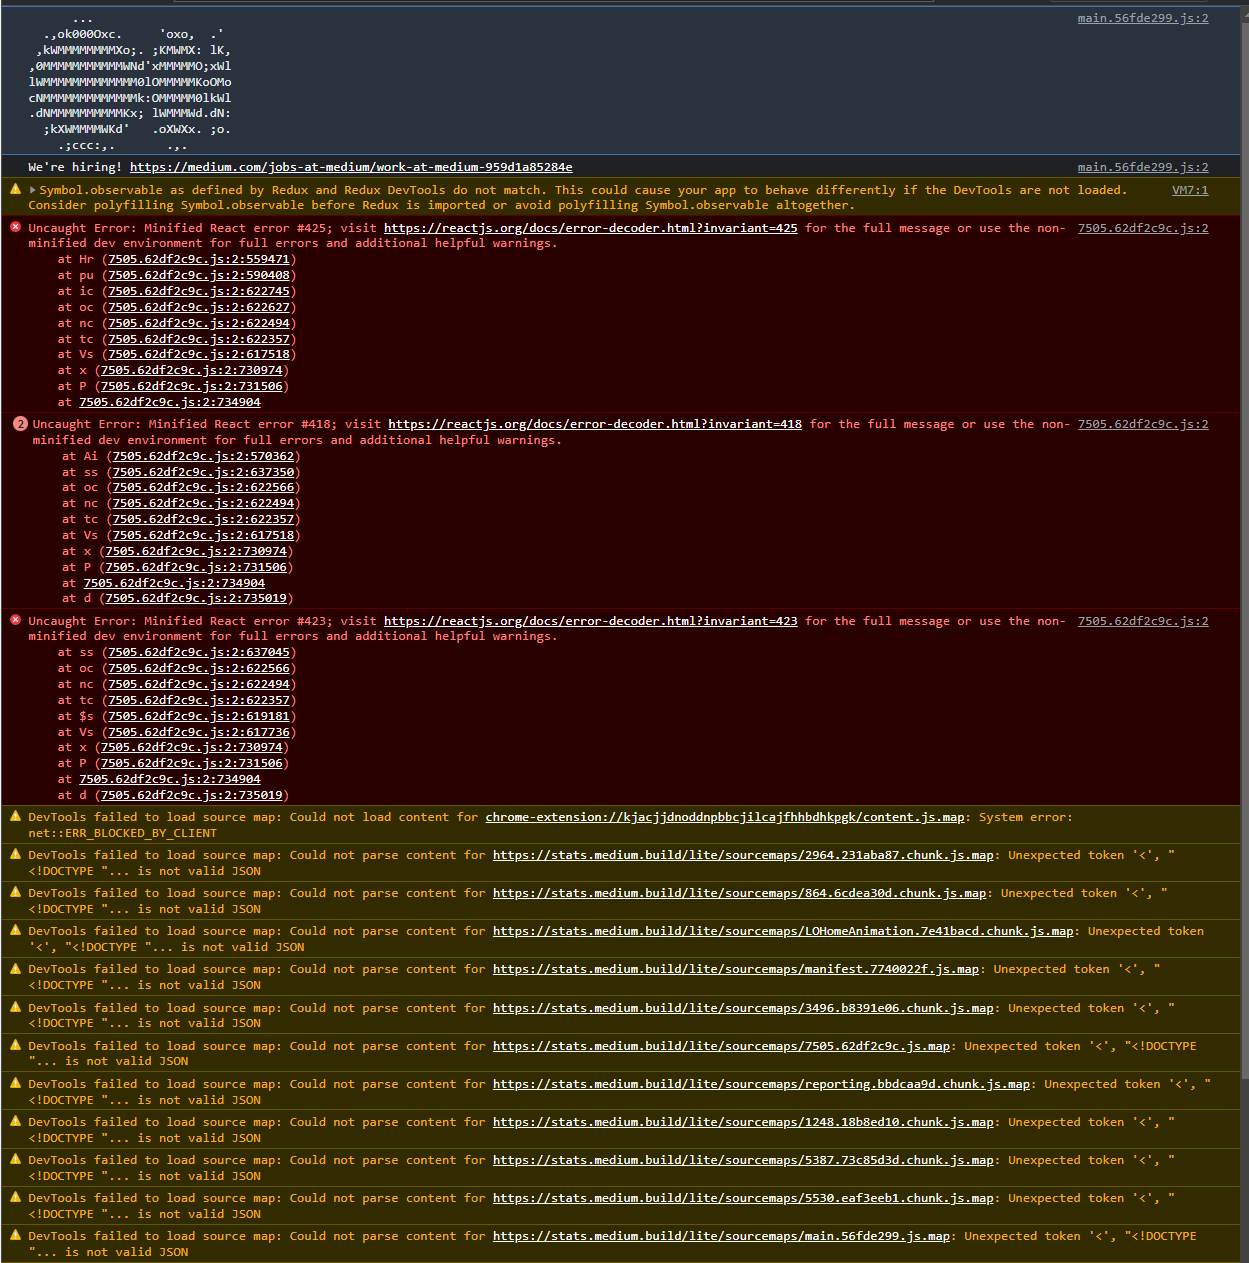 ...
.,ok000Oxc.     'oxo,  .'
,kWMMMMMMMMXo;. ;KMWMX: lK,
,0MMMMMMMMMMMWNd'xMMMMMO;xWl
lWMMMMMMMMMMMMM0lOMMMMMKoOMo
cNMMMMMMMMMMMMMk:OMMMMM0lkWl
.dNMMMMMMMMMMKx; lWMMMWd.dN:
;kXWMMMMWKd'   .oXWXx. ;o.
.;ccc:,.       .,.
main.56fde299.js:2
We're hiring! https://medium.com/jobs-at-medium/work-at-medium-959d1a85284e main.56fde299.js:2
Symbol.observable as defined by Redux and Redux DevTools do not match. This could cause your app to behave differently if the DevTools are not loaded. VM7:1
Consider polyfilling Symbol.observable before Redux is imported or avoid polyfilling Symbol.observable altogether.
Uncaught Error: Minified React error #425; visit https://reactjs.org/docs/error-decoder.html?invariant=425 for the full message or use the non- 7505.62df2c9c.js:2
minified dev environment for full errors and additional helpful warnings.
at Hr (7505.62df2c9c.js:2:559471)
at pu (7505.62df2c9c.js:2:590408)
at ic (7505.62df2c9c.js:2:622745)
at oc (7505.62df2c9c.js:2:622627)
at nc (7505.62df2c9c.js:2:622494)
at tc (7505.62df2c9c.js:2:622357)
at Vs (7505.62df2c9c.js:2:617518)
at x (7505.62df2c9c.js:2:730974)
at P (7505.62df2c9c.js:2:731506)
at 7505.62df2c9c.js:2:734904
2 Uncaught Error: Minified React error #418; visit https://reactjs.org/docs/error-decoder.html?invariant=418 for the full message or use the non- 7505.62df2c9c.js:2
minified dev environment for full errors and additional helpful warnings.
at Ai (7505.62df2c9c.js:2:570362)
at ss (7505.62df2c9c.js:2:637350)
at oc (7505.62df2c9c.js:2:622566)
at nc (7505.62df2c9c.js:2:622494)
at tc (7505.62df2c9c.js:2:622357)
at Vs (7505.62df2c9c.js:2:617518)
at x (7505.62df2c9c.js:2:730974)
at P (7505.62df2c9c.js:2:731506)
at 7505.62df2c9c.js:2:734904
at d (7505.62df2c9c.js:2:735019)
Uncaught Error: Minified React error #423; visit https://reactjs.org/docs/error-decoder.html?invariant=423 for the full message or use the non- 7505.62df2c9c.js:2
minified dev environment for full errors and additional helpful warnings.
at ss (7505.62df2c9c.js:2:637045)
at oc (7505.62df2c9c.js:2:622566)
at nc (7505.62df2c9c.js:2:622494)
at tc (7505.62df2c9c.js:2:622357)
at $s (7505.62df2c9c.js:2:619181)
at Vs (7505.62df2c9c.js:2:617736)
at x (7505.62df2c9c.js:2:730974)
at P (7505.62df2c9c.js:2:731506)
at 7505.62df2c9c.js:2:734904
at d (7505.62df2c9c.js:2:735019)
DevTools failed to load source map: Could not load content for chrome-extension://kjacjjdnoddnpbbcjilcajfhhbdhkpgk/content.js.map: System error:
net::ERR_BLOCKED_BY_CLIENT
DevTools failed to load source map: Could not parse content for https://stats.medium.build/lite/sourcemaps/2964.231aba87.chunk.js.map: Unexpected token '<', "
<!DOCTYPE "... is not valid JSON
DevTools failed to load source map: Could not parse content for https://stats.medium.build/lite/sourcemaps/864.6cdea30d.chunk.js.map: Unexpected token '<', "
<!DOCTYPE "... is not valid JSON
DevTools failed to load source map: Could not parse content for https://stats.medium.build/lite/sourcemaps/LOHomeAnimation.7e41bacd.chunk.js.map: Unexpected token
'<', "<!DOCTYPE "... is not valid JSON
DevTools failed to load source map: Could not parse content for https://stats.medium.build/lite/sourcemaps/manifest.7740022f.js.map: Unexpected token '<', "
<!DOCTYPE "... is not valid JSON
DevTools failed to load source map: Could not parse content for https://stats.medium.build/lite/sourcemaps/3496.b8391e06.chunk.js.map: Unexpected token '<', "
<!DOCTYPE "... is not valid JSON
DevTools failed to load source map: Could not parse content for https://stats.medium.build/lite/sourcemaps/7505.62df2c9c.js.map: Unexpected token '<', "<!DOCTYPE
"... is not valid JSON
DevTools failed to load source map: Could not parse content for https://stats.medium.build/lite/sourcemaps/reporting.bbdcaa9d.chunk.js.map: Unexpected token '<', "
<!DOCTYPE "... is not valid JSON
DevTools failed to load source map: Could not parse content for https://stats.medium.build/lite/sourcemaps/1248.18b8ed10.chunk.js.map: Unexpected token '<', "
<!DOCTYPE "... is not valid JSON
DevTools failed to load source map: Could not parse content for https://stats.medium.build/lite/sourcemaps/5387.73c85d3d.chunk.js.map: Unexpected token '<', "
<!DOCTYPE "... is not valid JSON
DevTools failed to load source map: Could not parse content for https://stats.medium.build/lite/sourcemaps/5530.eaf3eeb1.chunk.js.map: Unexpected token '<', "
<!DOCTYPE "... is not valid JSON
DevTools failed to load source map: Could not parse content for https://stats.medium.build/lite/sourcemaps/main.56fde299.js.map: Unexpected token '<', "<!DOCTYPE
"... is not valid JSON